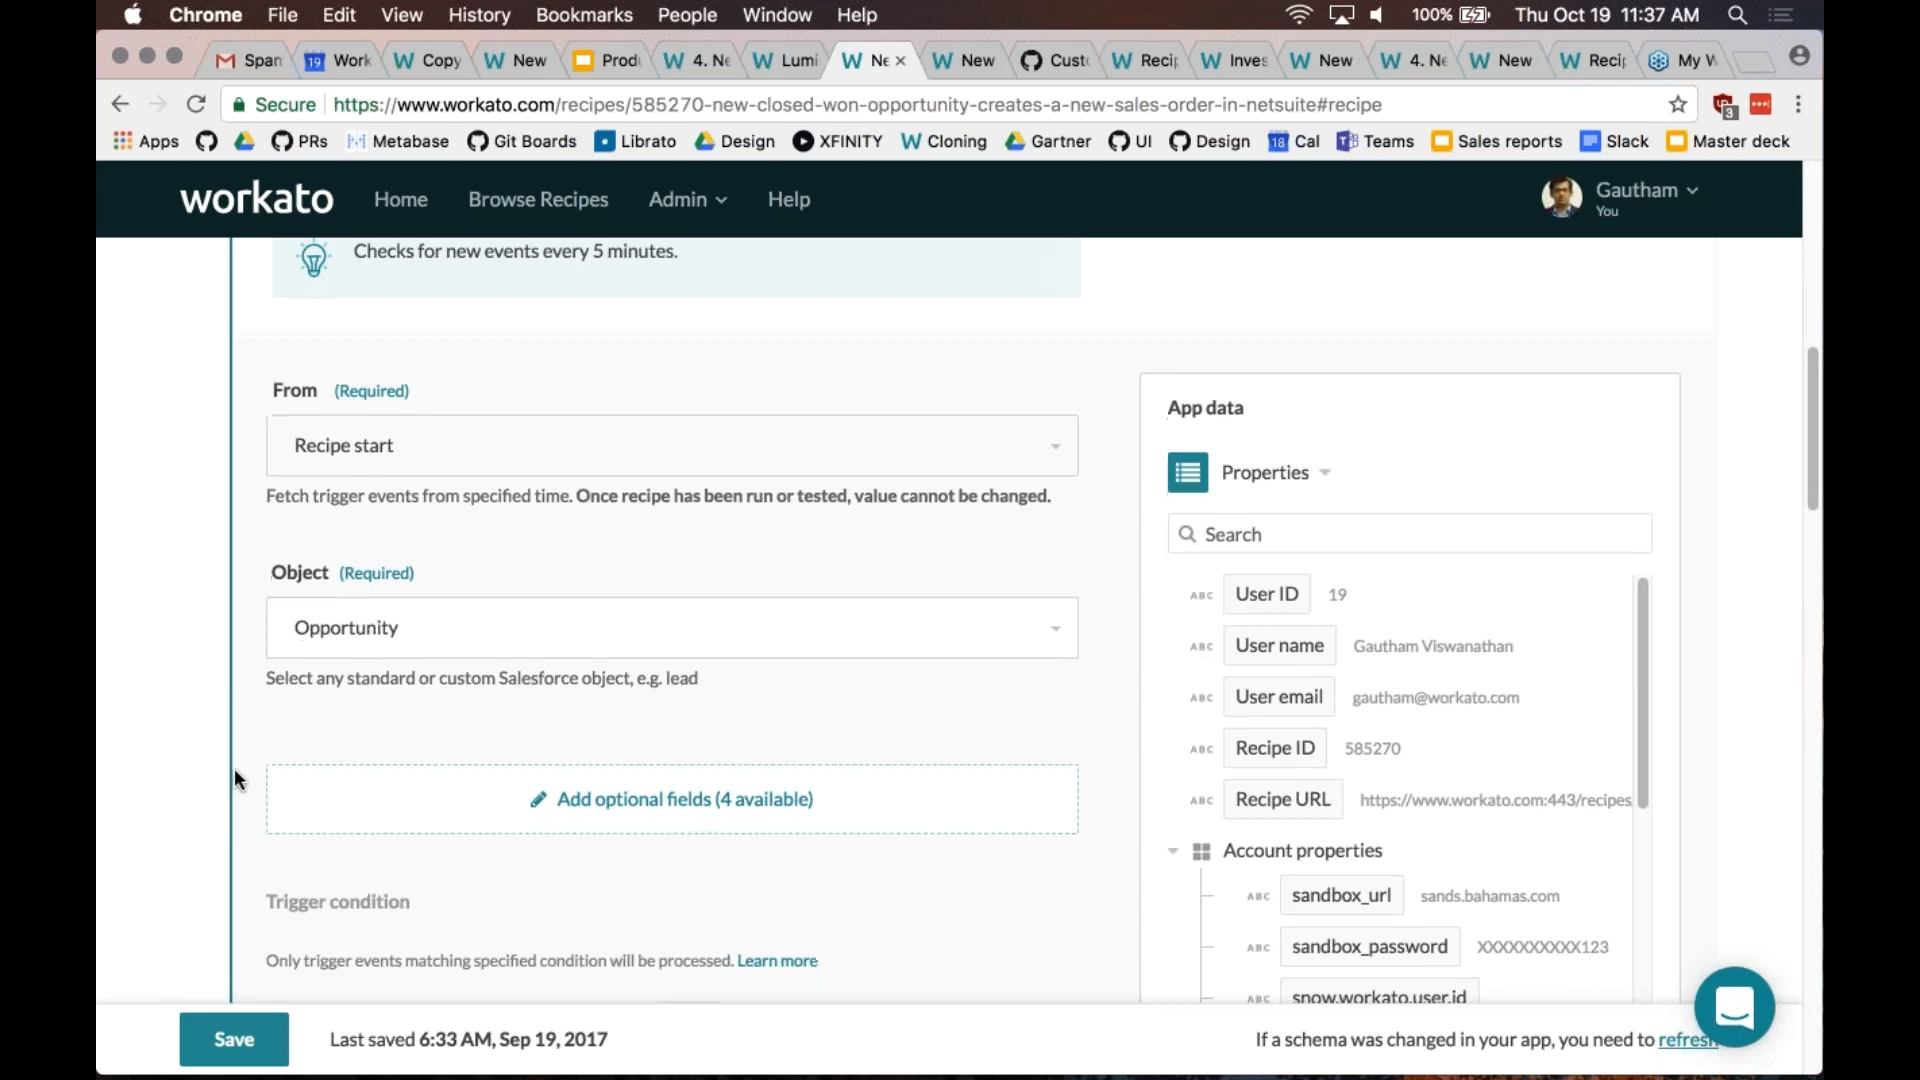 Chrome File Edit View History Bookmarks People Window Help 100% Thu Oct 19 11:37 AM
Span 19 Work Copy New Produ 4. Ne Lumi Ne New Custo Recip Inves New 4. Ne New Recip My W
Secure https://www.workato.com/recipes/585270-new-closed-won-opportunity-creates-a-new-sales-order-in-netsuite#recipe 3
Apps PRs Metabase Git Boards Librato Design XFINITY Cloning Gartner UI Design 18 Cal Teams Sales reports Slack Master deck
workato Home Browse Recipes Admin Help Gautham
You
Checks for new events every 5 minutes.
From (Required)
Recipe start
Fetch trigger events from specified time. Once recipe has been run or tested, value cannot be changed.
Object (Required)
Opportunity
Select any standard or custom Salesforce object, e.g. lead
Add optional fields (4 available)
Trigger condition
Only trigger events matching specified condition will be processed. Learn more
App data
Properties
Search
ABC User ID 19
ABC User name Gautham Viswanathan
ABC User email gautham@workato.com
ABC Recipe ID 585270
ABC Recipe URL https://www.workato.com:443/recipes
Account properties
ABC sandbox_url sands.bahamas.com
ABC sandbox_password XXXXXXXXXX123
ABC snow.workato.user.id
Save Last saved 6:33 AM, Sep 19, 2017 If a schema was changed in your app, you need to refresh